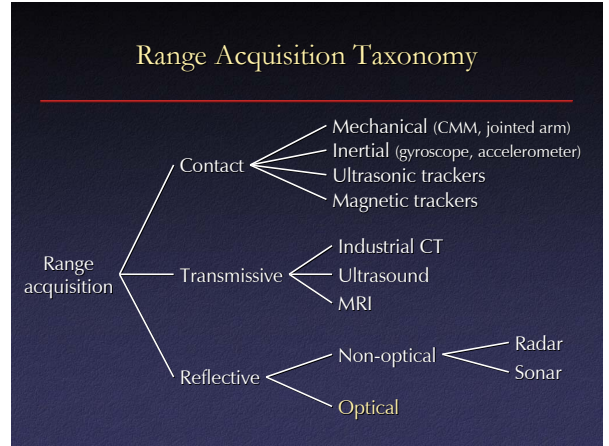 Range Acquisition Taxonomy
Mechanical (CMM, jointed arm)
Inertial (gyroscope, accelerometer)
Contact
Ultrasonic trackers
Magnetic trackers
Industrial CT
Range
acquisition
Transmissive
Ultrasound
MRI
Non-optical
Radar
Sonar
Reflective
Optical